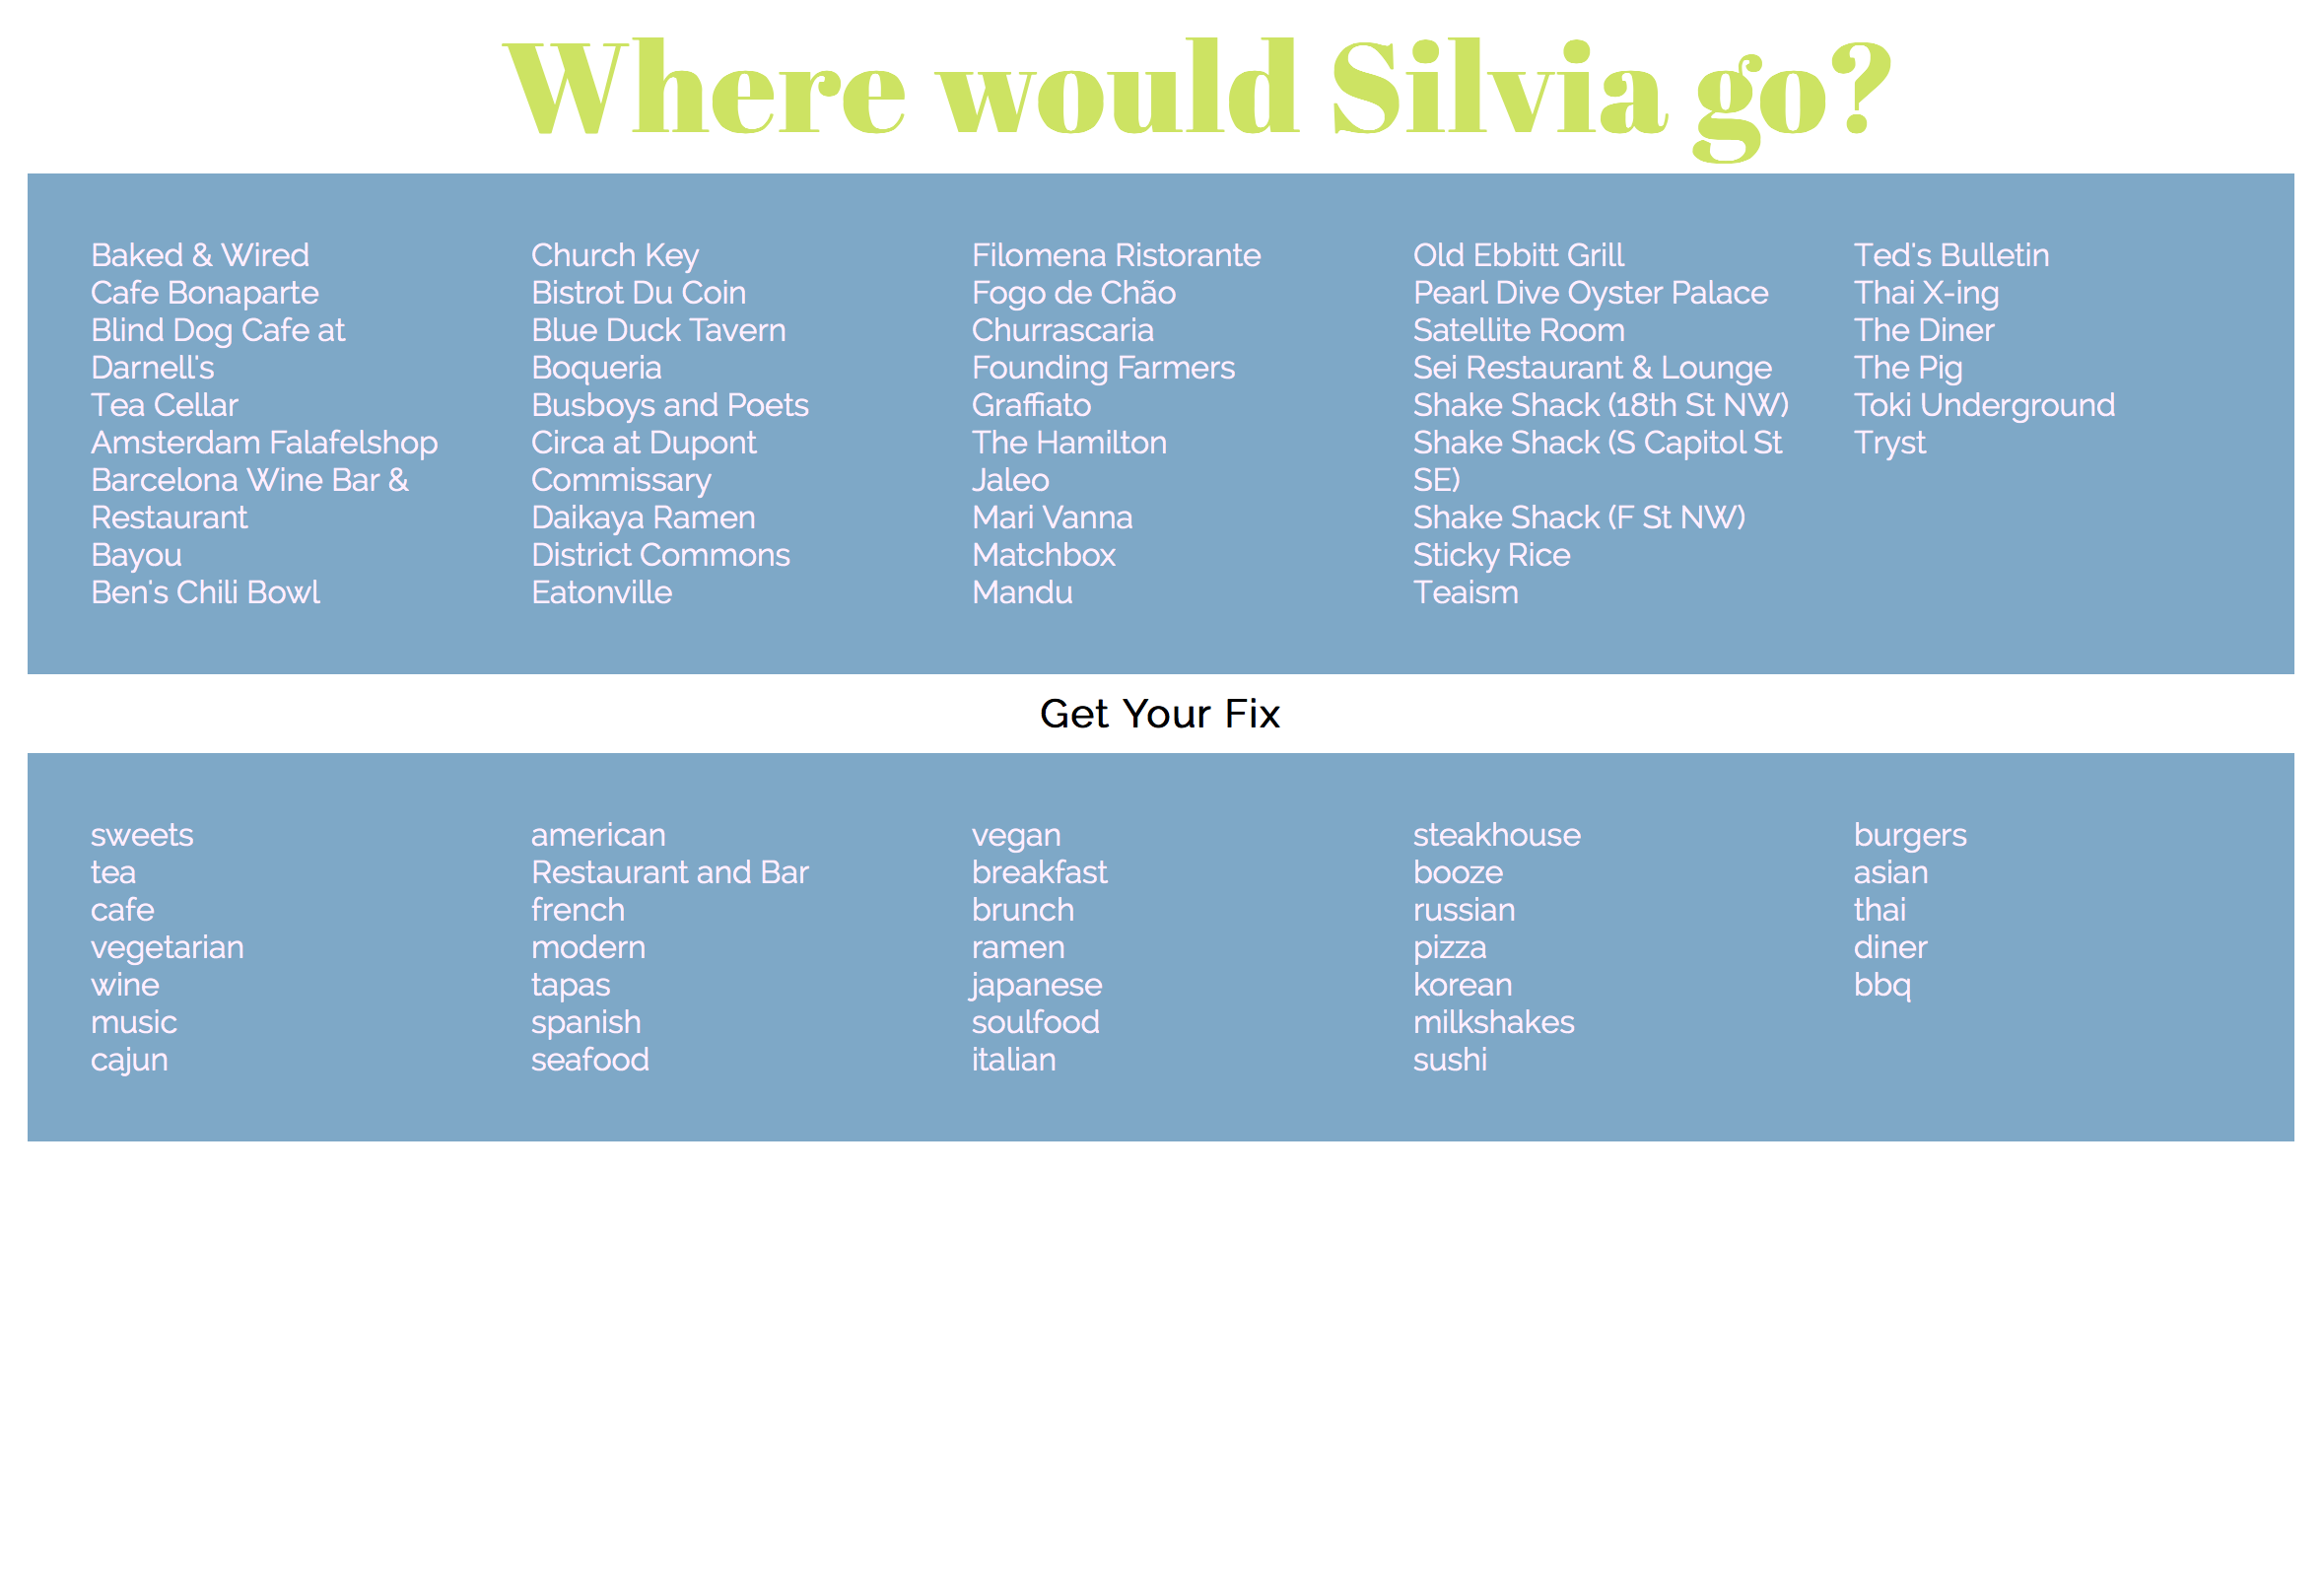 Where would Silvia go?
Baked & Wired
Cafe Bonaparte
Blind Dog Cafe at
Darnell's
Tea Cellar
Amsterdam Falafelshop
Barcelona Wine Bar &
Restaurant
Bayou
Ben's Chili Bowl
Church Key
Bistrot Du Coin
Blue Duck Tavern
Boqueria
Busboys and Poets
Circa at Dupont
Commissary
Daikaya Ramen
District Commons
Eatonville
Filomena Ristorante
Fogo de Chão
Churrascaria
Founding Farmers
Graffiato
The Hamilton
Jaleo
Mari Vanna
Matchbox
Mandu
Old Ebbitt Grill
Pearl Dive Oyster Palace
Satellite Room
Sei Restaurant & Lounge
Shake Shack (18th St NW)
Shake Shack (S Capitol St
SE)
Shake Shack (F St NW)
Sticky Rice
Teaism
Ted's Bulletin
Thai X-ing
The Diner
The Pig
Toki Underground
Tryst
Get Your Fix
sweets
tea
cafe
vegetarian
wine
music
cajun
american
Restaurant and Bar
french
modern
tapas
spanish
seafood
vegan
breakfast
brunch
ramen
japanese
soulfood
italian
steakhouse
booze
russian
pizza
korean
milkshakes
sushi
burgers
asian
thai
diner
bbq